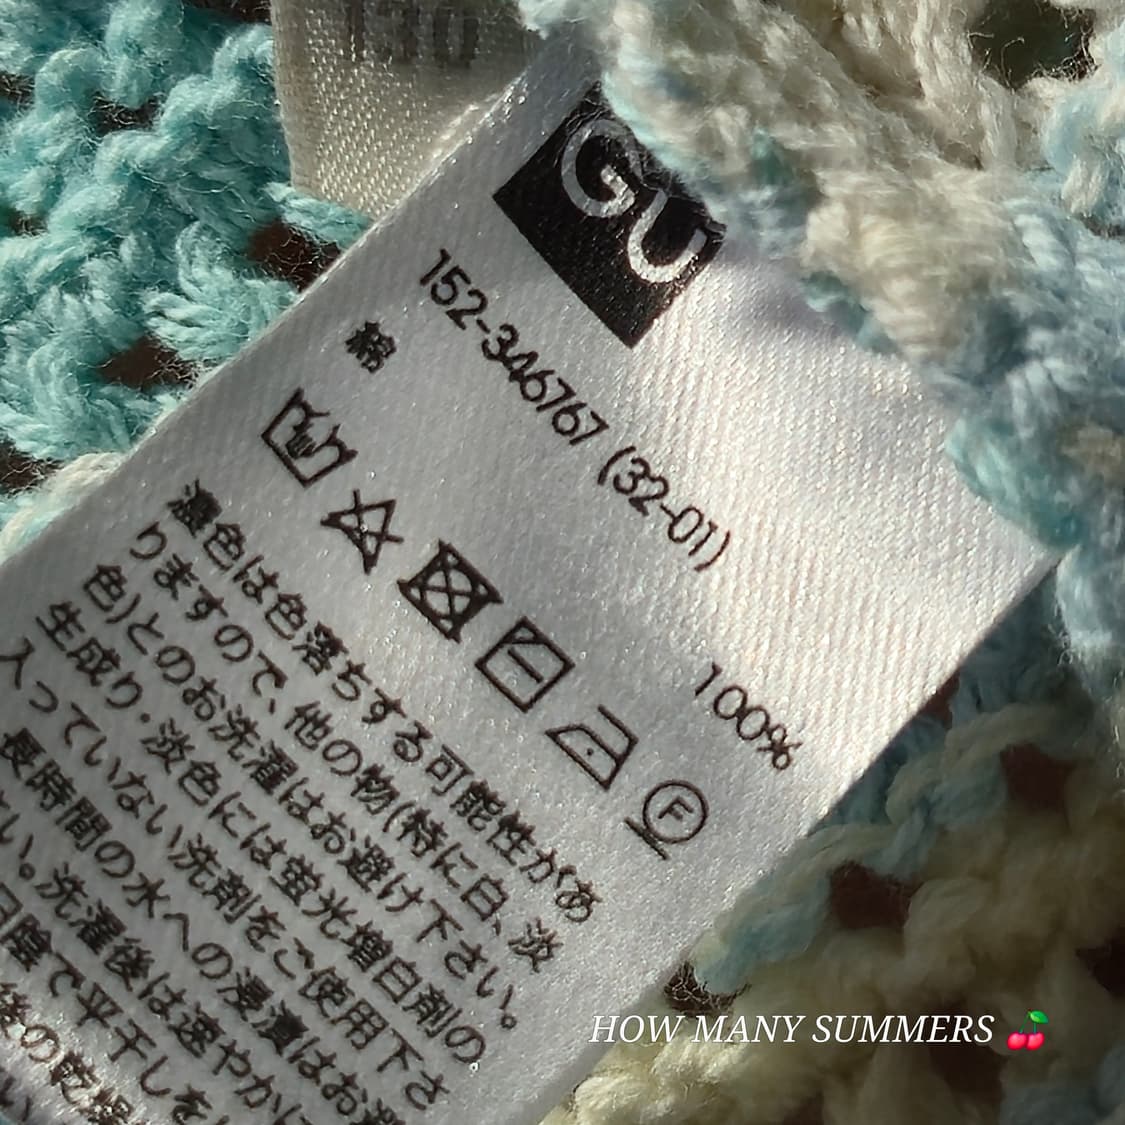 130
GU
152-346767 (32-01)
綿 100%
F
濃色は色落ちする可能性があ
りますので、他の物(特に白、淡
色)とのお洗濯はお避け下さい。
生成り・淡色には蛍光増白剤の
入っていない洗剤をご使用下さ
長時間の水への浸漬はお避
い。洗濯後は速やかに
日陰で平干しを
後の乾燥
HOW MANY SUMMERS 🍒